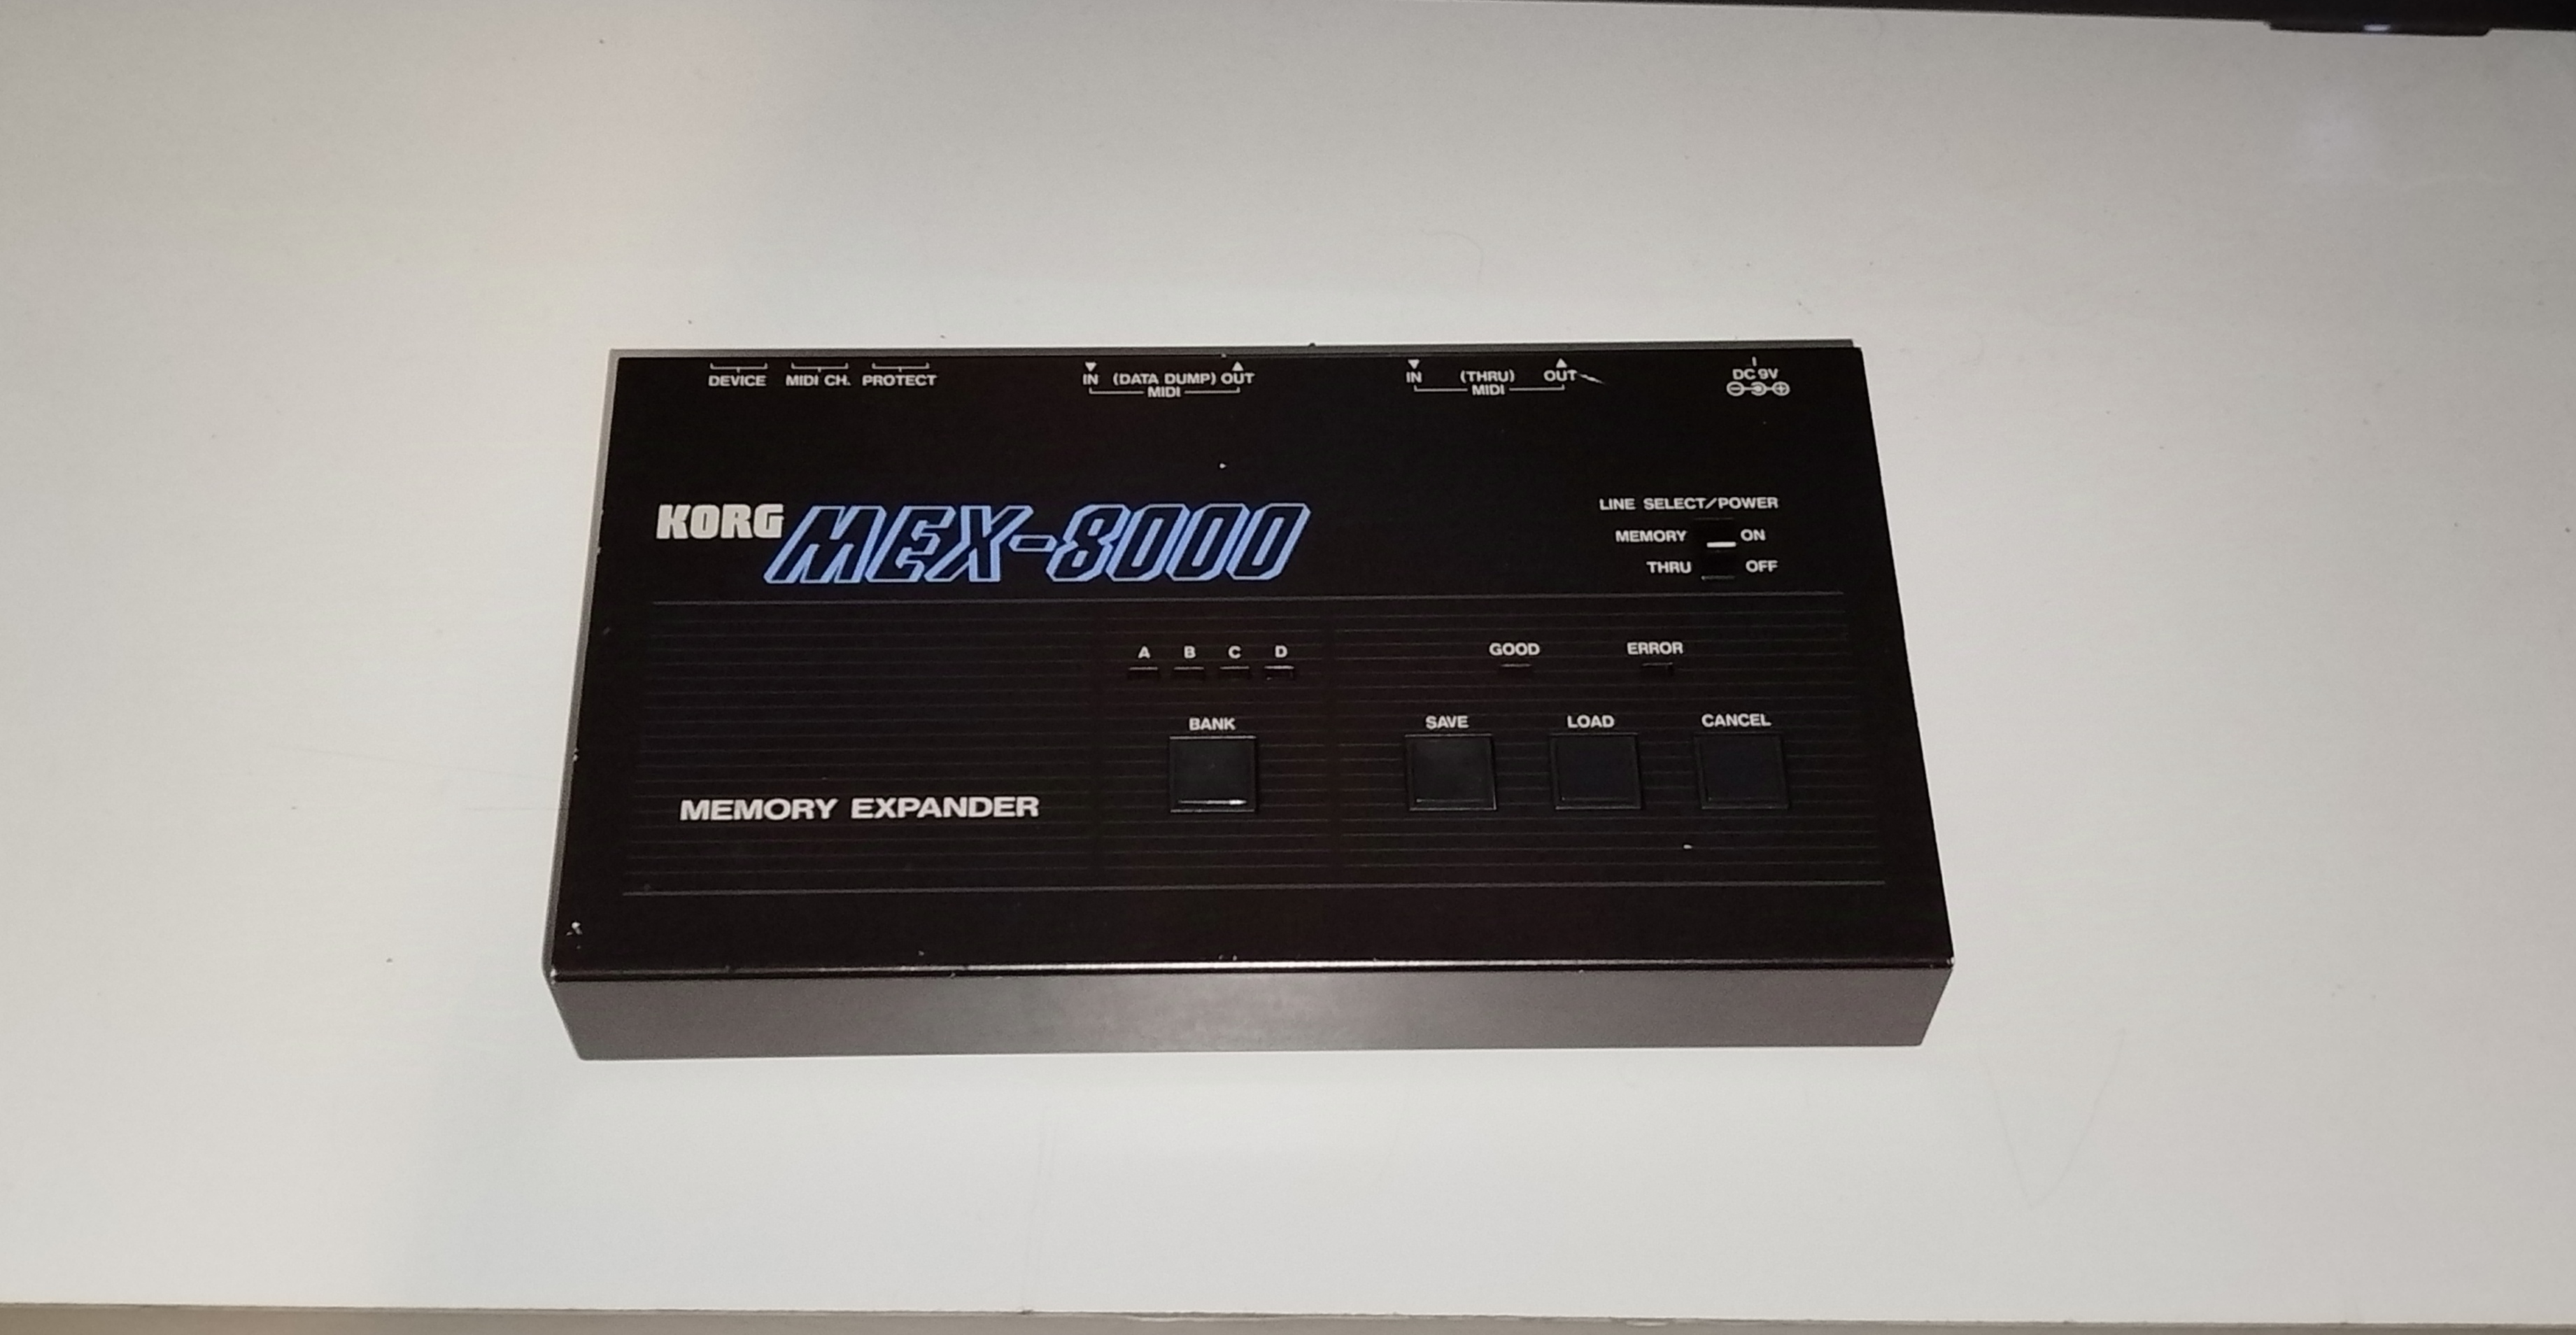 DEVICE MIDI CH. PROTECT
IN (DATA DUMP) OUT
MIDI
IN (THRU) OUT
MIDI
DC 9V
KORG MEX-8000
LINE SELECT/POWER
MEMORY ON
THRU OFF
A B C D
GOOD ERROR
BANK SAVE LOAD CANCEL
MEMORY EXPANDER